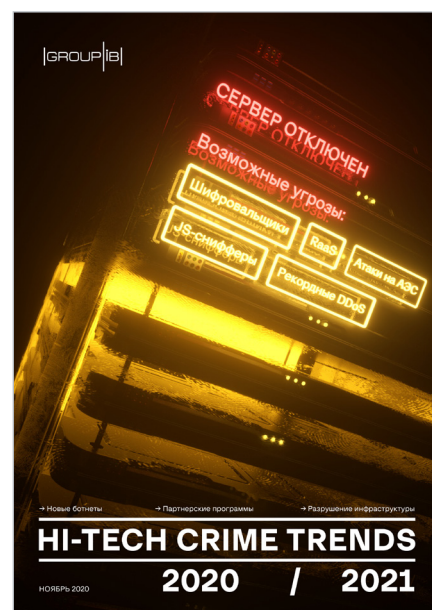 |GROUP|iB|
СЕРВЕР ОТКЛЮЧЕН
Возможные угрозы:
Шифровальщики
RaaS
Атаки на АЭС
JS-снифферы
Рекордные DDoS
→ Новые ботнеты → Партнерские программы → Разрушение инфраструктуры
HI-TECH CRIME TRENDS
НОЯБРЬ 2020 2020 / 2021